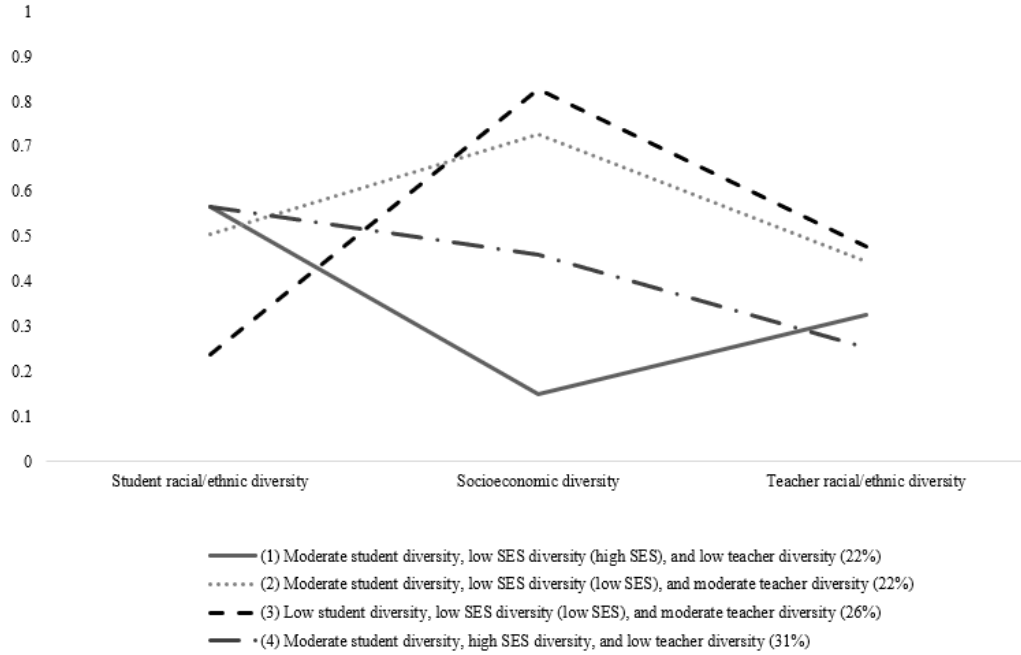 1
0.9
0.8
0.7
0.6
0.5
0.4
0.3
0.2
0.1
0
Student racial/ethnic diversity Socioeconomic diversity Teacher racial/ethnic diversity
(1) Moderate student diversity, low SES diversity (high SES), and low teacher diversity (22%)
(2) Moderate student diversity, low SES diversity (low SES), and moderate teacher diversity (22%)
(3) Low student diversity, low SES diversity (low SES), and moderate teacher diversity (26%)
(4) Moderate student diversity, high SES diversity, and low teacher diversity (31%)